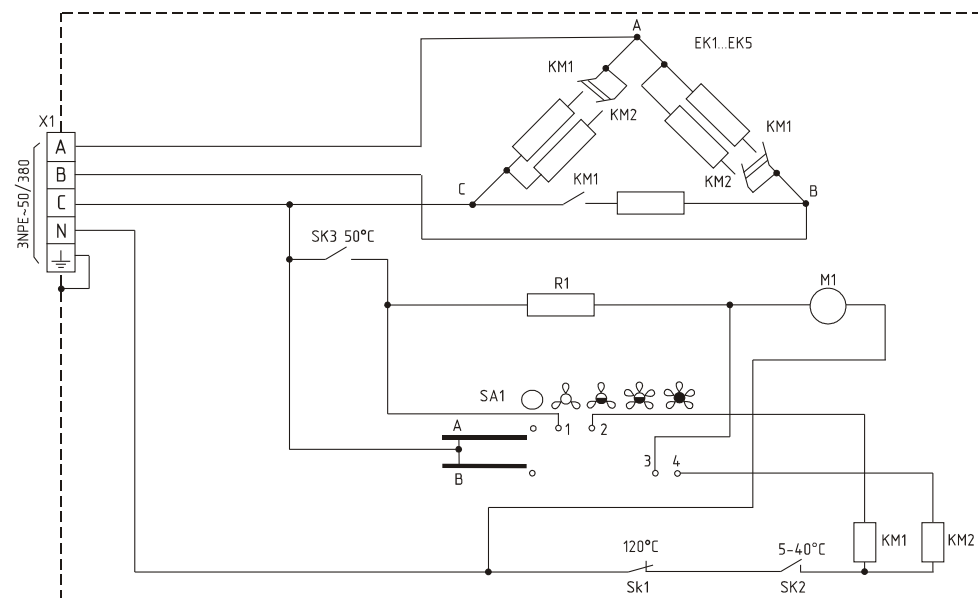 A
EK1...EK5
KM1
KM2
X1
KM1
A
B
KM2
KM1
C
B
C
N
3NPE~50/380
SK3 50°C
R1
M1
SA1
A
1
2
3
4
B
120°C
5-40°C
KM1
KM2
Sk1
SK2